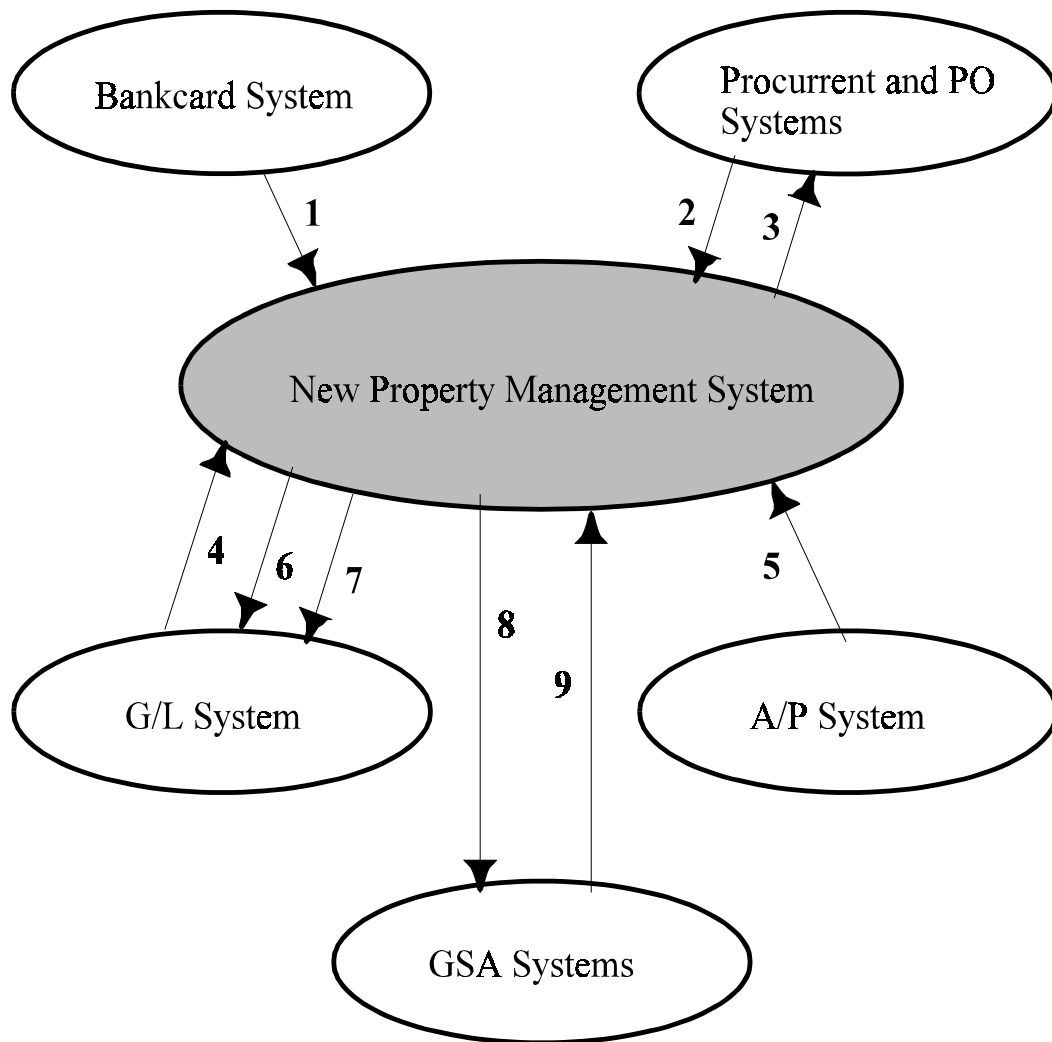 Bankcard System
Procurrent and PO
Systems
1
2
3
New Property Management System
4
6
7
8
9
5
G/L System
A/P System
GSA Systems